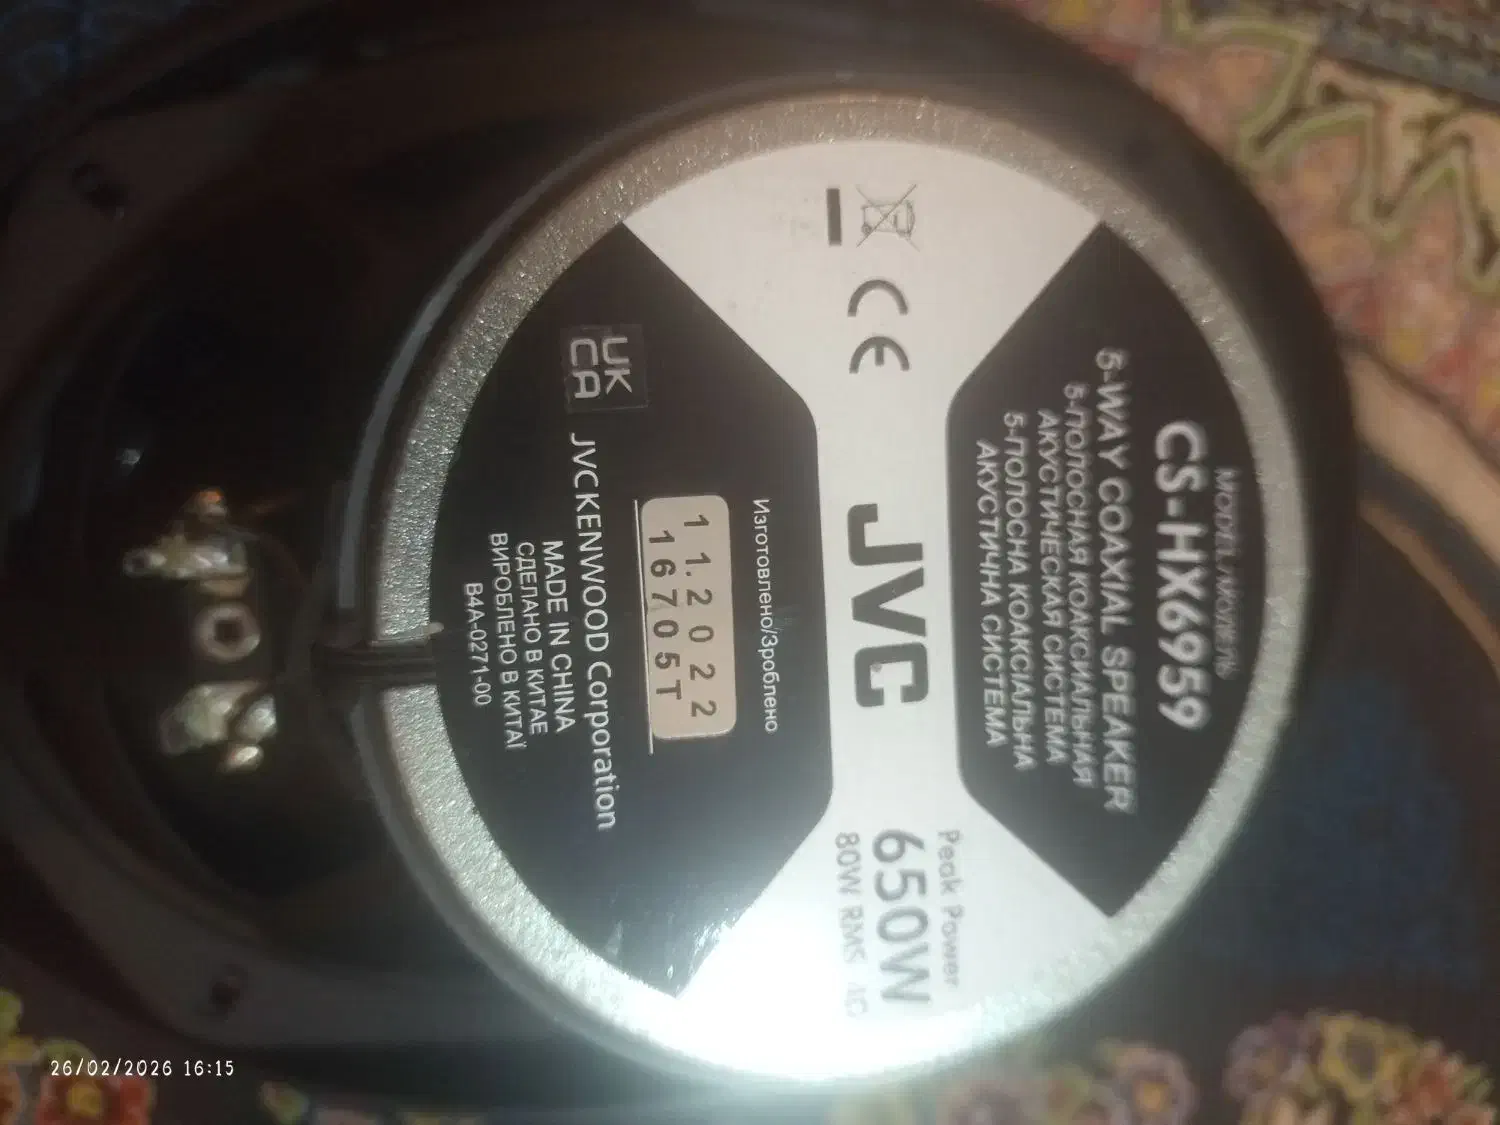 MODEL/МОДЕЛЬ
CS-HX6959
5-WAY COAXIAL SPEAKER
5-ПОЛОСНАЯ КОАКСИАЛЬНАЯ
АКУСТИЧЕСКАЯ СИСТЕМА
5-ПОЛОСНА КОАКСІАЛЬНА
АКУСТИЧНА СИСТЕМА
CE
JVC
Peak Power
650W
80W RMS 4Ω
Изготовлено/Зроблено
11.2022
16705T
UK
CA
JVCKENWOOD Corporation
MADE IN CHINA
СДЕЛАНО В КИТАЕ
ВИРОБЛЕНО В КИТАЇ
B4A-0271-00
26/02/2026 16:15